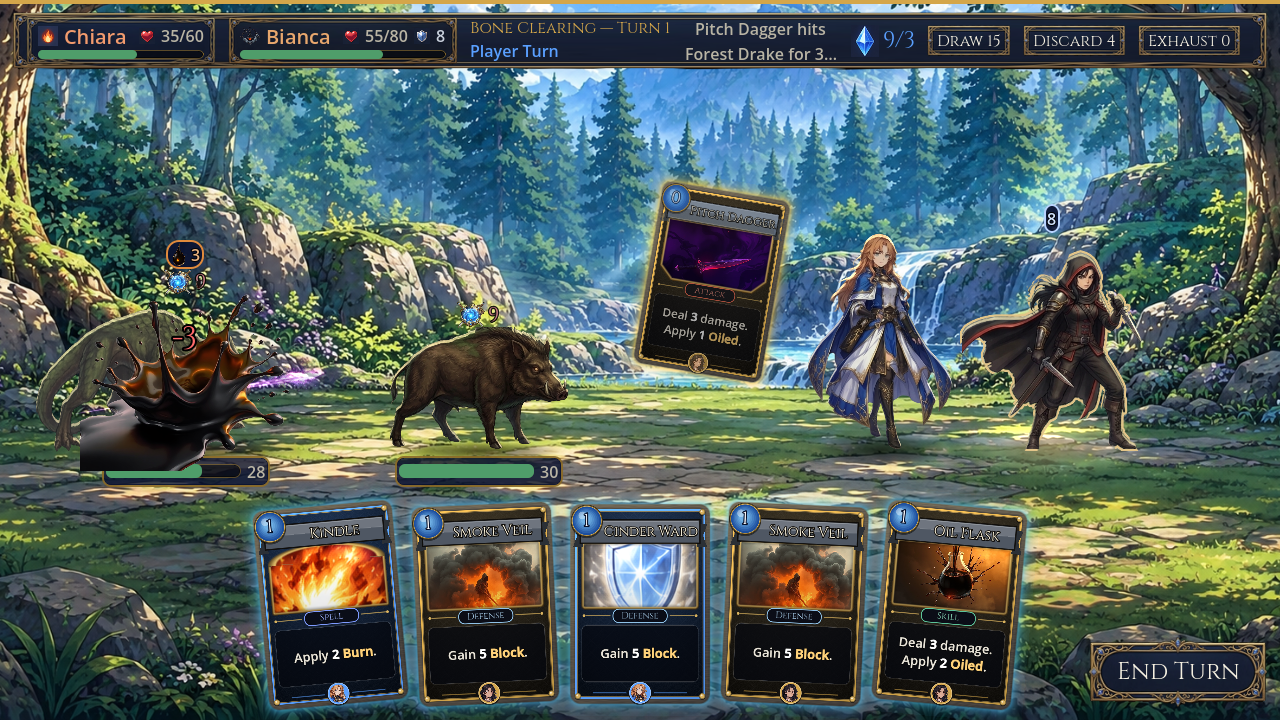 Chiara 35/60
Bianca 55/80 8
Bone Clearing — Turn 1
Player Turn
Pitch Dagger hits
Forest Drake for 3...
9/3
Draw 15
Discard 4
Exhaust 0
8
0 Pitch Dagger
Attack
Deal 3 damage.
Apply 1 Oiled.
3
9
-3
9
28
30
1 Kindle
Spell
Apply 2 Burn.
1 Smoke Veil
Defense
Gain 5 Block.
1 Cinder Ward
Defense
Gain 5 Block.
1 Smoke Veil
Defense
Gain 5 Block.
1 Oil Flask
Skill
Deal 3 damage.
Apply 2 Oiled.
End Turn